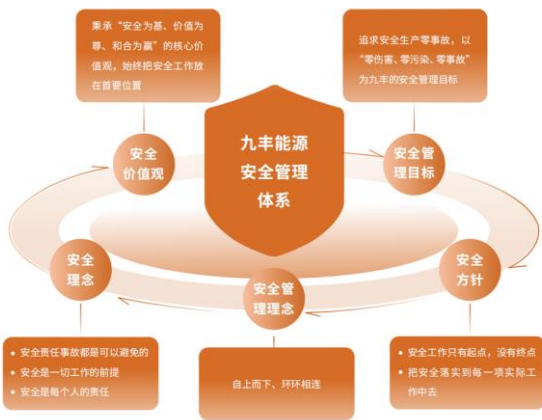 秉承“安全为基、价值为
尊、和合为赢”的核心价
值观，始终把安全工作放
在首要位置
追求安全生产零事故，以
“零伤害、零污染、零事故”
为九丰的安全管理目标
九丰能源
安全管理
体系
安全
价值观
安全管
理目标
安全
理念
安全管
理理念
安全
方针
• 安全责任事故都是可以避免的
• 安全是一切工作的前提
• 安全是每个人的责任
自上而下、环环相连
• 安全工作只有起点，没有终点
• 把安全落实到每一项实际工
作中去